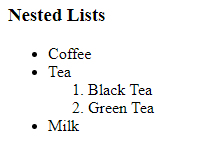 Nested Lists
• Coffee
• Tea
1. Black Tea
2. Green Tea
• Milk